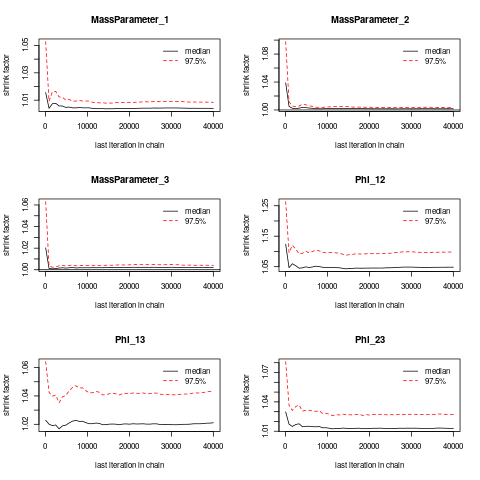 MassParameter_1
shrink factor
1.01 1.03 1.05
median
97.5%
0 10000 20000 30000 40000
last iteration in chain
MassParameter_2
shrink factor
1.00 1.04 1.08
median
97.5%
0 10000 20000 30000 40000
last iteration in chain
MassParameter_3
shrink factor
1.00 1.02 1.04 1.06
median
97.5%
0 10000 20000 30000 40000
last iteration in chain
Phi_12
shrink factor
1.05 1.15 1.25
median
97.5%
0 10000 20000 30000 40000
last iteration in chain
Phi_13
shrink factor
1.02 1.04 1.06
median
97.5%
0 10000 20000 30000 40000
last iteration in chain
Phi_23
shrink factor
1.01 1.04 1.07
median
97.5%
0 10000 20000 30000 40000
last iteration in chain